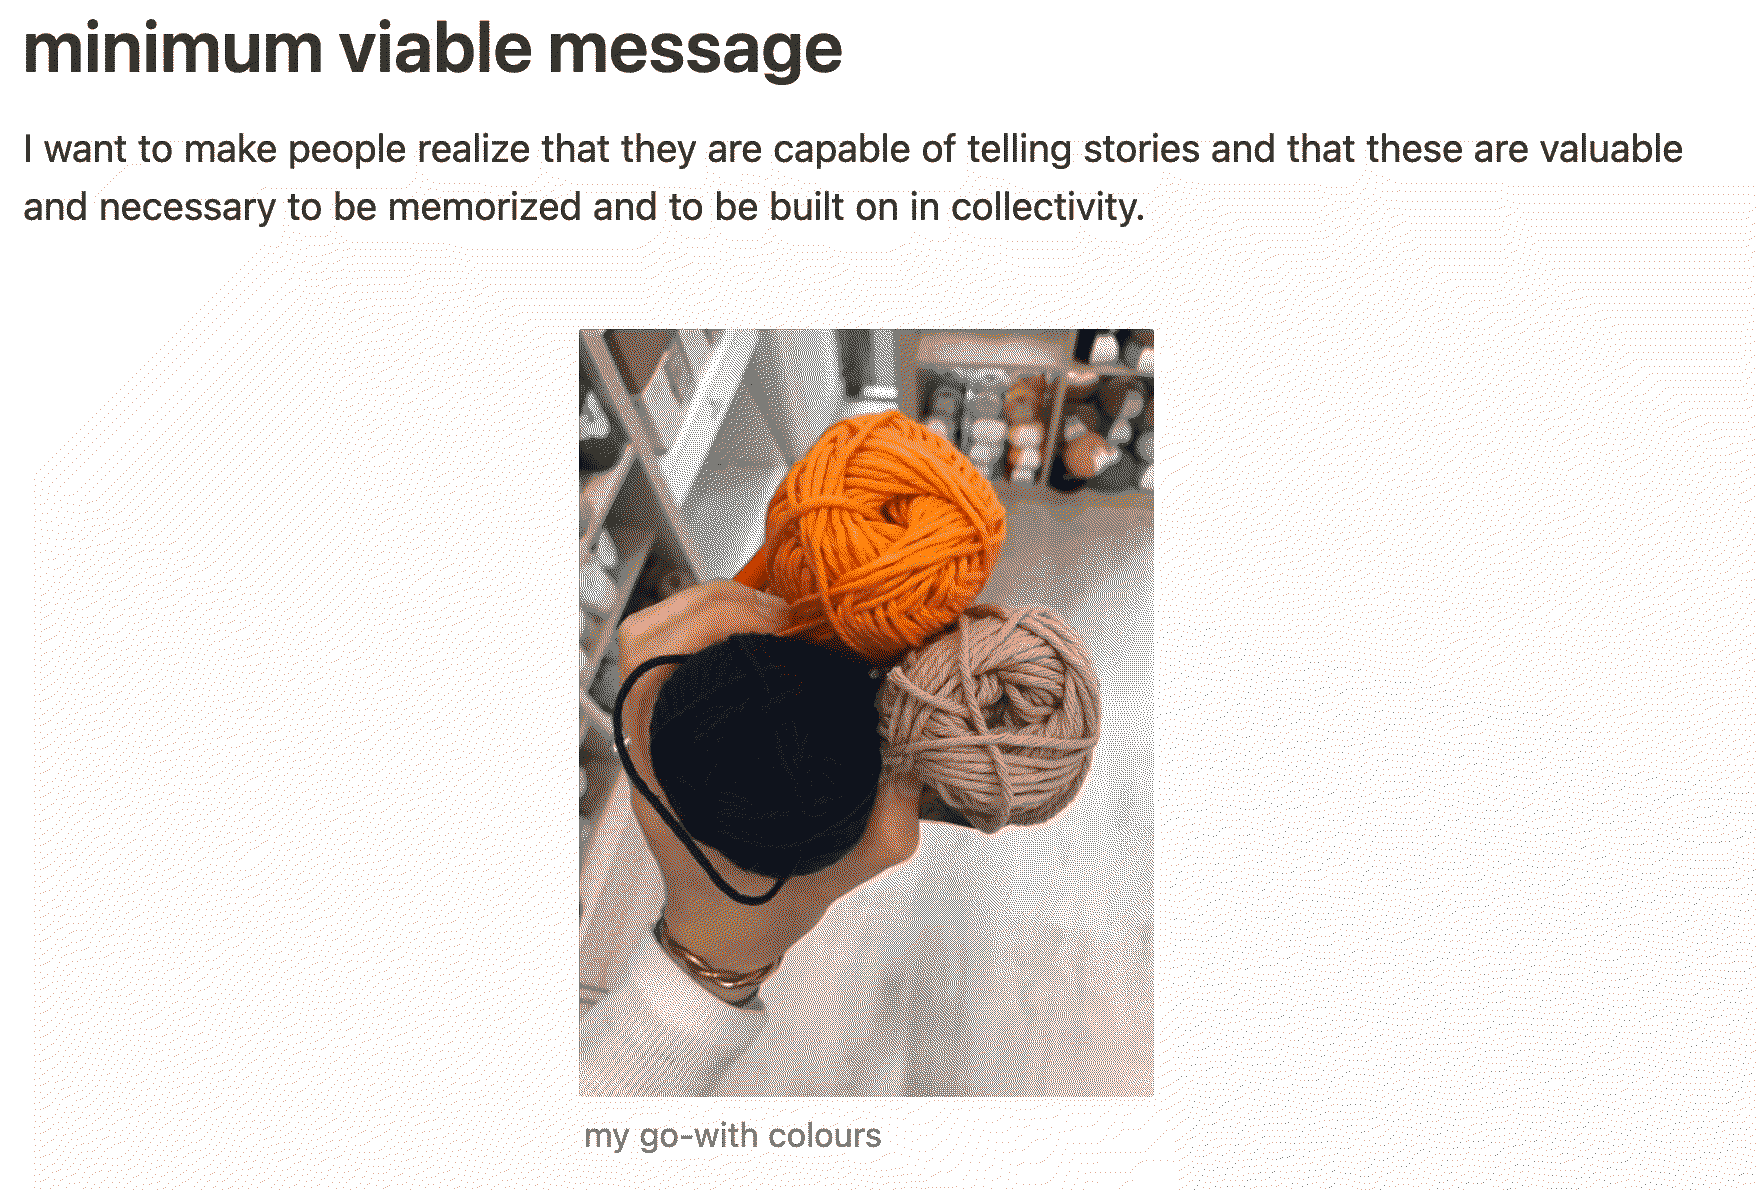 minimum viable message
I want to make people realize that they are capable of telling stories and that these are valuable
and necessary to be memorized and to be built on in collectivity.
my go-with colours